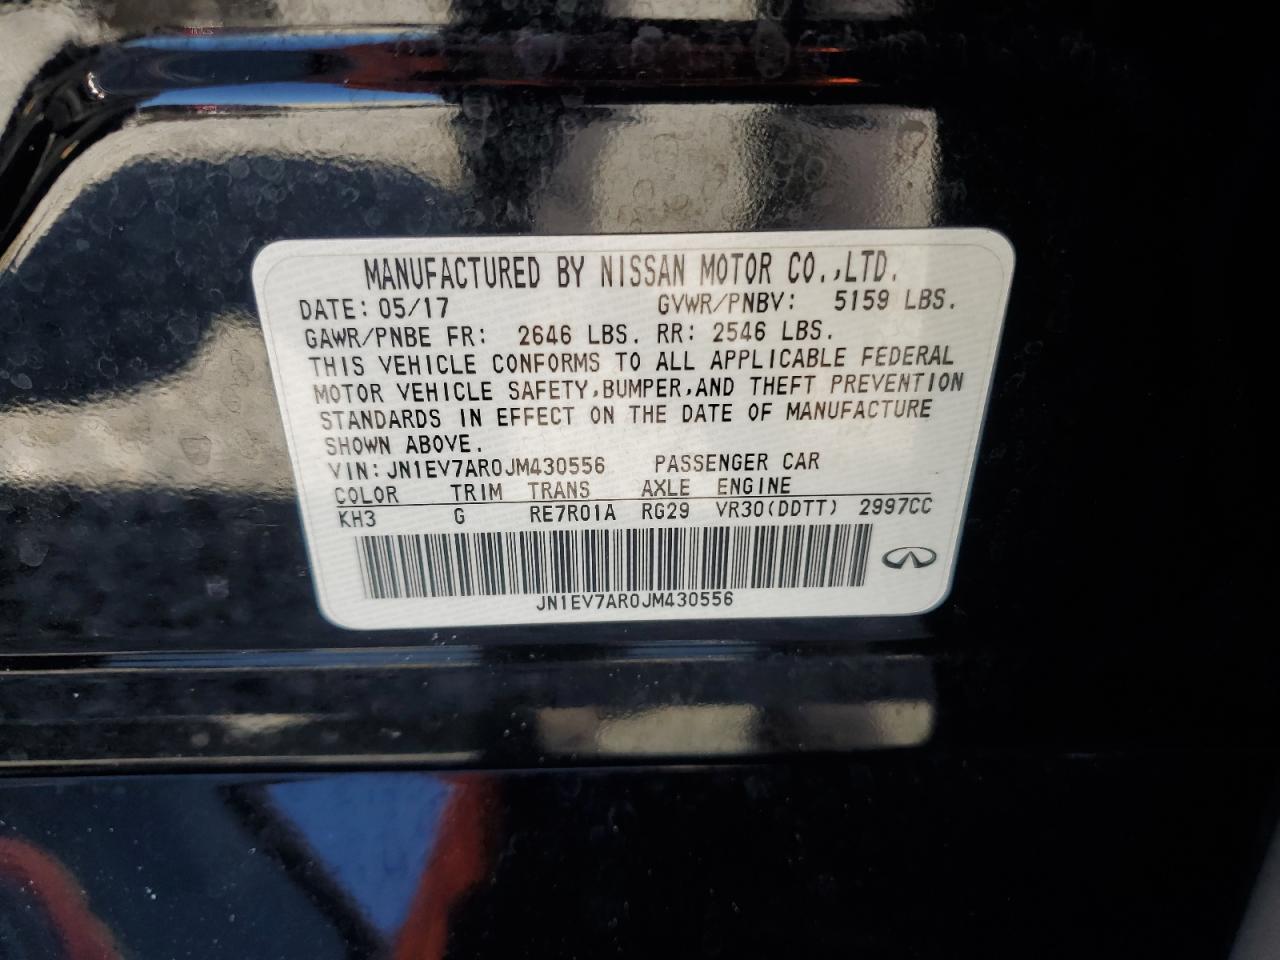 MANUFACTURED BY NISSAN MOTOR CO.,LTD.
DATE: 05/17 GVWR/PNBV: 5159 LBS.
GAWR/PNBE FR: 2646 LBS. RR: 2546 LBS.
THIS VEHICLE CONFORMS TO ALL APPLICABLE FEDERAL
MOTOR VEHICLE SAFETY,BUMPER,AND THEFT PREVENTION
STANDARDS IN EFFECT ON THE DATE OF MANUFACTURE
SHOWN ABOVE.
VIN: JN1EV7AR0JM430556 PASSENGER CAR
COLOR TRIM TRANS AXLE ENGINE
KH3 G RE7R01A RG29 VR30(DDTT) 2997CC
JN1EV7AR0JM430556